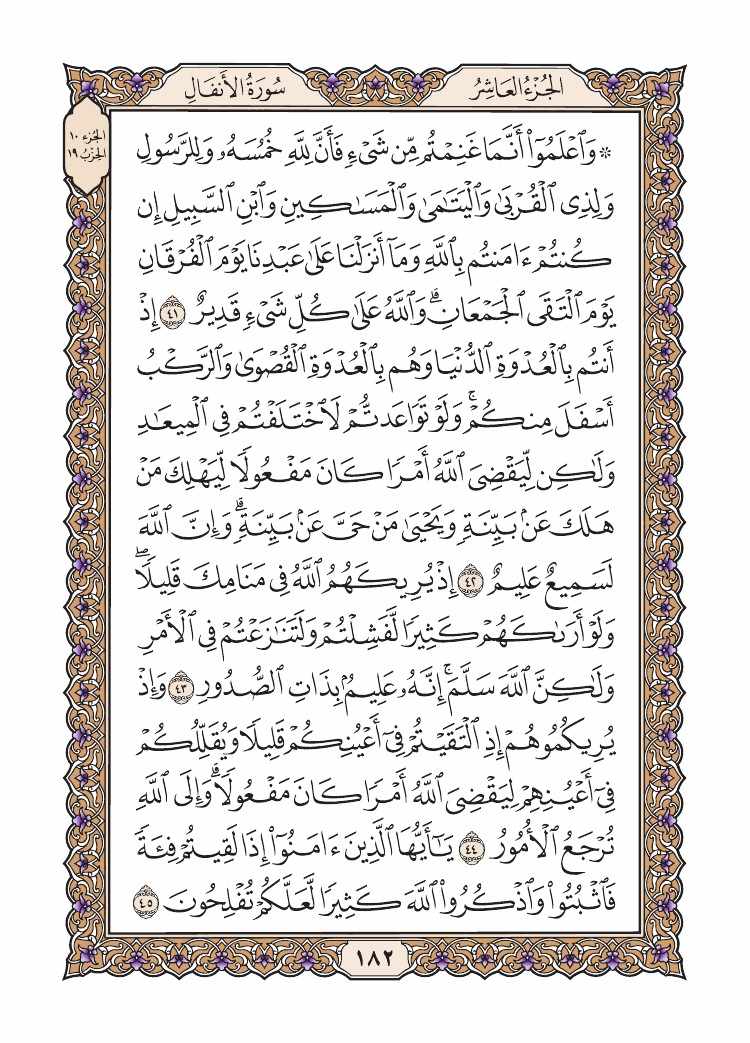 سُورَةُ الأَنفَالِ
الجُزْءُ العَاشِرُ
الجُزء ١٠
الحِزْبُ ١٩
۞ وَٱعۡلَمُوٓاْ أَنَّمَا غَنِمۡتُم مِّن شَيۡءٖ فَأَنَّ لِلَّهِ خُمُسَهُۥ وَلِلرَّسُولِ
وَلِذِي ٱلۡقُرۡبَىٰ وَٱلۡيَتَٰمَىٰ وَٱلۡمَسَٰكِينِ وَٱبۡنِ ٱلسَّبِيلِ إِن
كُنتُمۡ ءَامَنتُم بِٱللَّهِ وَمَآ أَنزَلۡنَا عَلَىٰ عَبۡدِنَا يَوۡمَ ٱلۡفُرۡقَانِ
يَوۡمَ ٱلۡتَقَى ٱلۡجَمۡعَانِۗ وَٱللَّهُ عَلَىٰ كُلِّ شَيۡءٖ قَدِيرٌ ٤١ إِذۡ
أَنتُم بِٱلۡعُدۡوَةِ ٱلدُّنۡيَا وَهُم بِٱلۡعُدۡوَةِ ٱلۡقُصۡوَىٰ وَٱلرَّكۡبُ
أَسۡفَلَ مِنكُمۡۚ وَلَوۡ تَوَاعَدتُّمۡ لَٱخۡتَلَفۡتُمۡ فِي ٱلۡمِيعَٰدِ
وَلَٰكِن لِّيَقۡضِيَ ٱللَّهُ أَمۡرٗا كَانَ مَفۡعُولٗا لِّيَهۡلِكَ مَنۡ
هَلَكَ عَنۢ بَيِّنَةٖ وَيَحۡيَىٰ مَنۡ حَيَّ عَنۢ بَيِّنَةٖۗ وَإِنَّ ٱللَّهَ
لَسَمِيعٌ عَلِيمٌ ٤٢ إِذۡ يُرِيكَهُمُ ٱللَّهُ فِي مَنَامِكَ قَلِيلٗاۖ
وَلَوۡ أَرَىٰكَهُمۡ كَثِيرٗا لَّفَشِلۡتُمۡ وَلَتَنَٰزَعۡتُمۡ فِي ٱلۡأَمۡرِ
وَلَٰكِنَّ ٱللَّهَ سَلَّمَۚ إِنَّهُۥ عَلِيمُۢ بِذَاتِ ٱلصُّدُورِ ٤٣ وَإِذۡ
يُرِيكُمُوهُمۡ إِذِ ٱلۡتَقَيۡتُمۡ فِيٓ أَعۡيُنِكُمۡ قَلِيلٗا وَيُقَلِّلُكُمۡ
فِيٓ أَعۡيُنِهِمۡ لِيَقۡضِيَ ٱللَّهُ أَمۡرٗا كَانَ مَفۡعُولٗاۗ وَإِلَى ٱللَّهِ
تُرۡجَعُ ٱلۡأُمُورُ ٤٤ يَٰٓأَيُّهَا ٱلَّذِينَ ءَامَنُوٓاْ إِذَا لَقِيتُمۡ فِئَةٗ
فَٱثۡبُتُواْ وَٱذۡكُرُواْ ٱللَّهَ كَثِيرٗا لَّعَلَّكُمۡ تُفۡلِحُونَ ٤٥
١٨٢